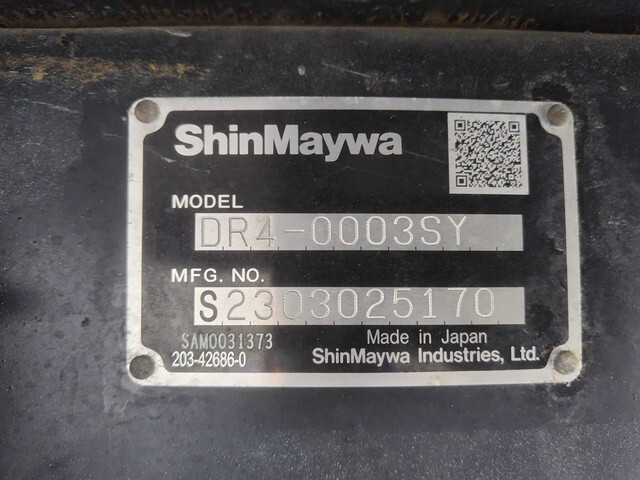 ShinMaywa
MODEL
DR4-0003SY
MFG. NO.
S2303025170
SAM0031373
Made in Japan
203-42686-0
ShinMaywa Industries, Ltd.